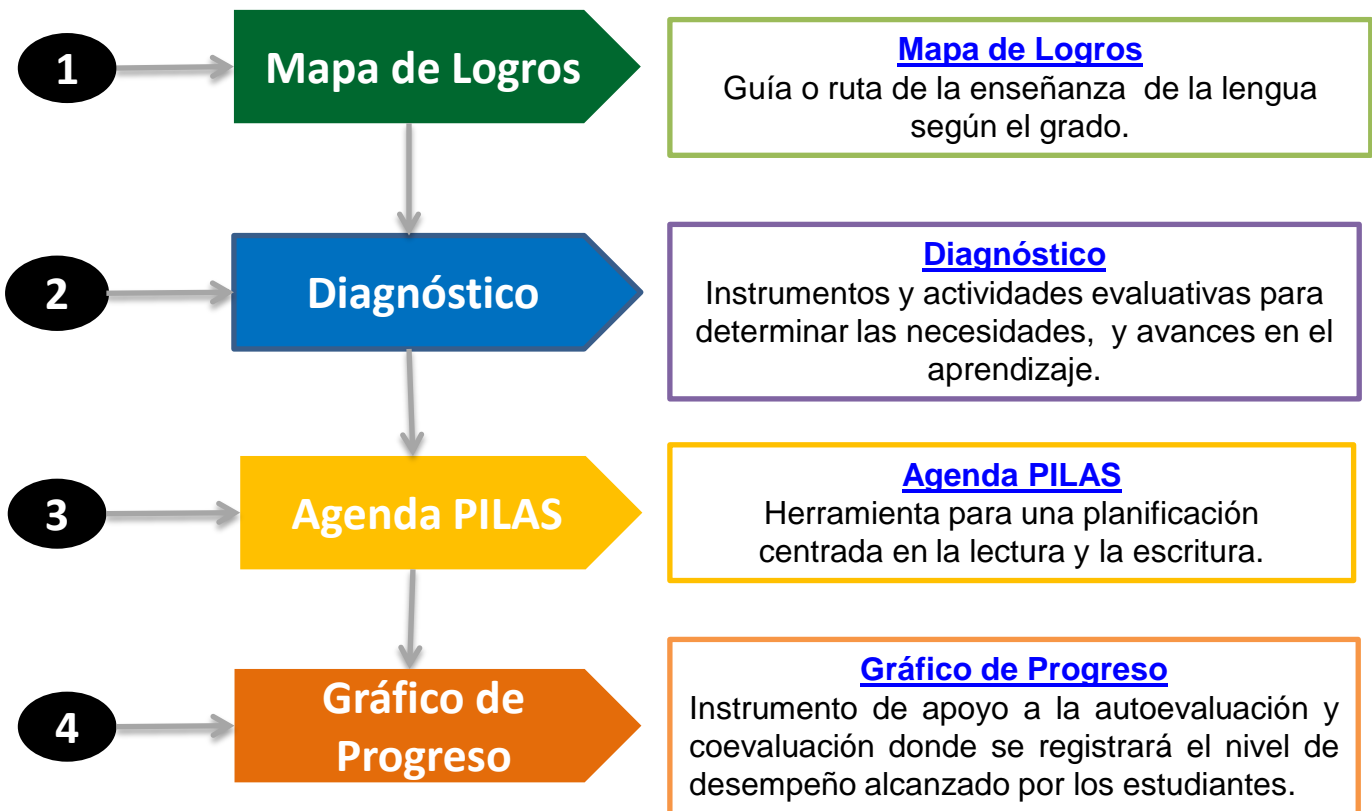 1
Mapa de Logros
Mapa de Logros
Guía o ruta de la enseñanza de la lengua
según el grado.
2
Diagnóstico
Diagnóstico
Instrumentos y actividades evaluativas para
determinar las necesidades, y avances en el
aprendizaje.
3
Agenda PILAS
Agenda PILAS
Herramienta para una planificación
centrada en la lectura y la escritura.
4
Gráfico de
Progreso
Gráfico de Progreso
Instrumento de apoyo a la autoevaluación y
coevaluación donde se registrará el nivel de
desempeño alcanzado por los estudiantes.